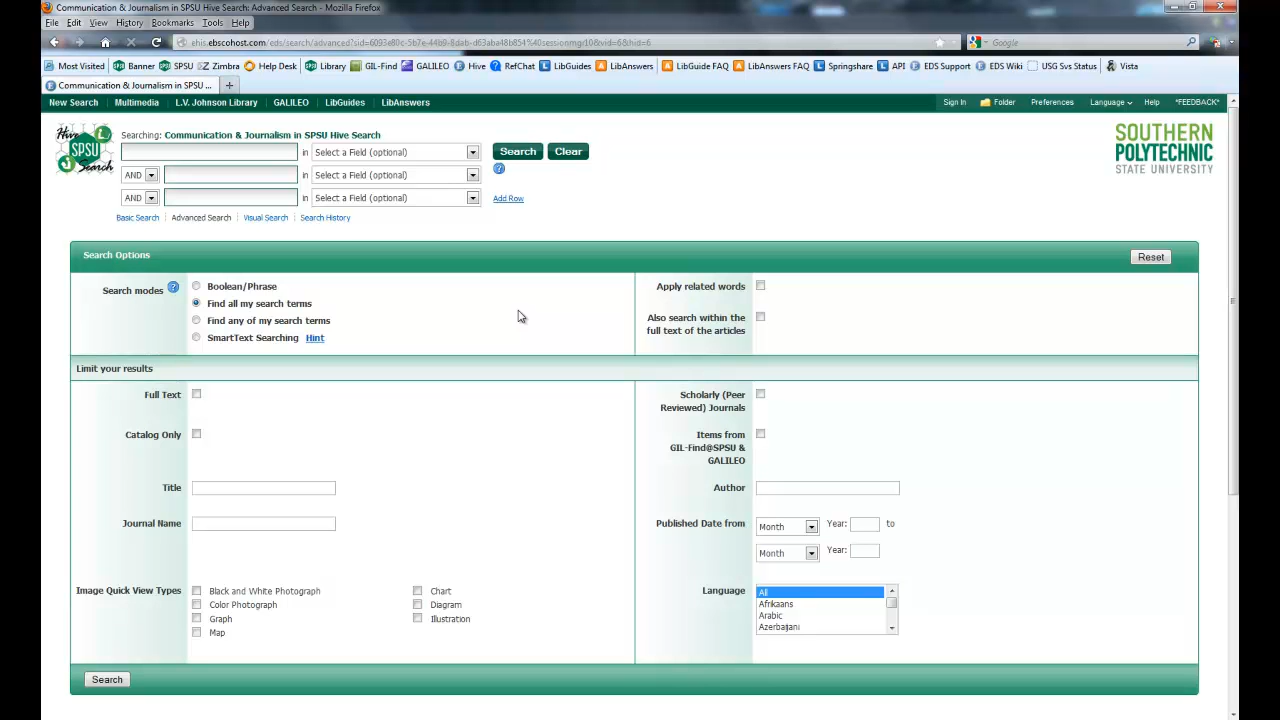 Communication & Journalism in SPSU Hive Search: Advanced Search - Mozilla Firefox
File Edit View History Bookmarks Tools Help
Google
Most Visited Banner SPSU Zimbra Help Desk Library GIL-Find GALILEO Hive RefChat LibGuides LibAnswers LibGuide FAQ LibAnswers FAQ Springshare API EDS Support EDS Wiki USG Svs Status Vista
Communication & Journalism in SPSU ...
New Search Multimedia L.V. Johnson Library GALILEO LibGuides LibAnswers Sign In Folder Preferences Language Help *FEEDBACK*
Hive SPSU Search
SOUTHERN
POLYTECHNIC
STATE UNIVERSITY
Searching: Communication & Journalism in SPSU Hive Search
in Select a Field (optional) Search Clear
AND in Select a Field (optional)
AND in Select a Field (optional) Add Row
Basic Search Advanced Search Visual Search Search History
Search Options Reset
Search modes Boolean/Phrase
Find all my search terms
Find any of my search terms
SmartText Searching Hint
Apply related words
Also search within the
full text of the articles
Limit your results
Full Text
Scholarly (Peer
Reviewed) Journals
Catalog Only
Items from
GIL-Find@SPSU &
GALILEO
Title
Author
Journal Name
Published Date from Month Year: to
Month Year:
Image Quick View Types Black and White Photograph Chart
Color Photograph Diagram
Graph Illustration
Map
Language All
Afrikaans
Arabic
Azerbaijani
Search